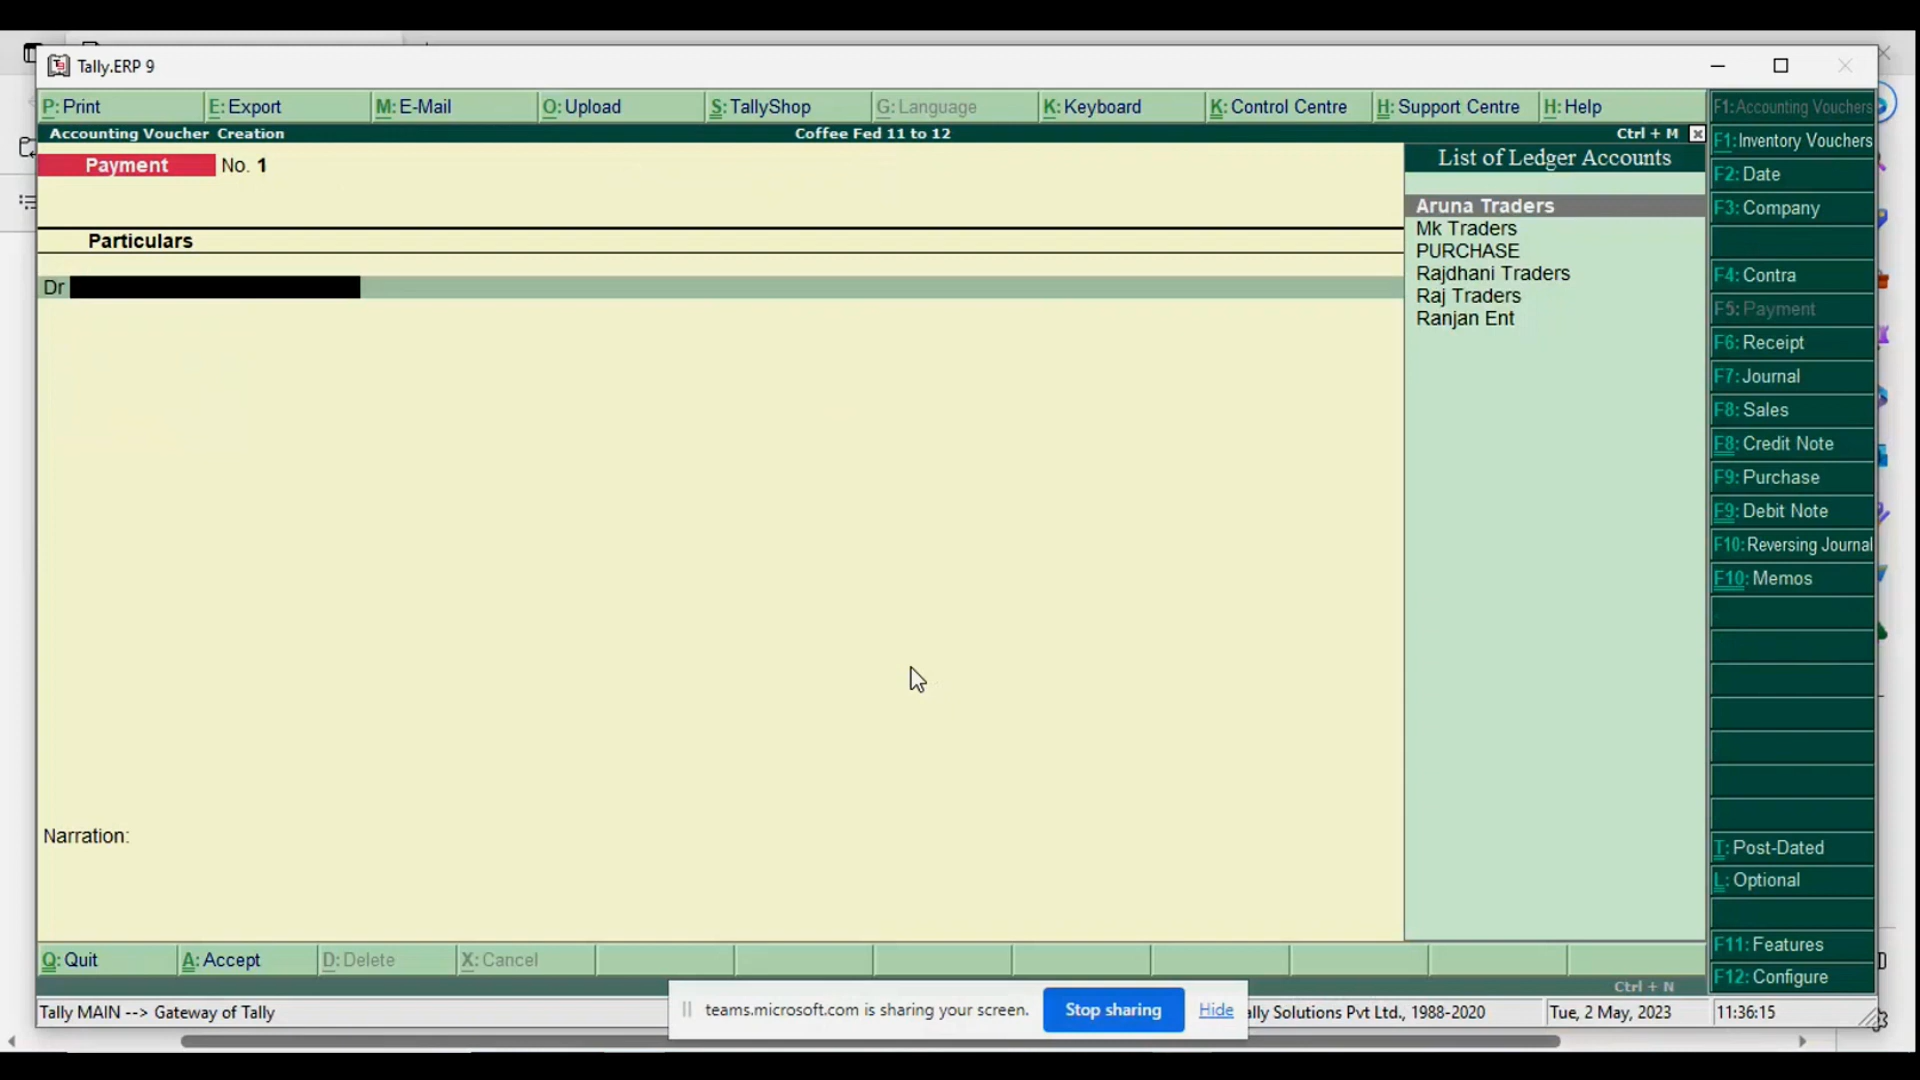 Tally.ERP 9
P: Print E: Export M: E-Mail O: Upload S: TallyShop G: Language K: Keyboard K: Control Centre H: Support Centre H: Help
Accounting Voucher Creation Coffee Fed 11 to 12 Ctrl + M
Payment No. 1
Particulars
Dr
Narration:
List of Ledger Accounts
Aruna Traders
Mk Traders
PURCHASE
Rajdhani Traders
Raj Traders
Ranjan Ent
F1: Accounting Vouchers
F1: Inventory Vouchers
F2: Date
F3: Company
F4: Contra
F5: Payment
F6: Receipt
F7: Journal
F8: Sales
F8: Credit Note
F9: Purchase
F9: Debit Note
F10: Reversing Journal
F10: Memos
T: Post-Dated
L: Optional
F11: Features
F12: Configure
Q: Quit A: Accept D: Delete X: Cancel
Ctrl + N
Tally MAIN --> Gateway of Tally
teams.microsoft.com is sharing your screen. Stop sharing Hide
Solutions Pvt Ltd., 1988-2020 Tue, 2 May, 2023 11:36:15